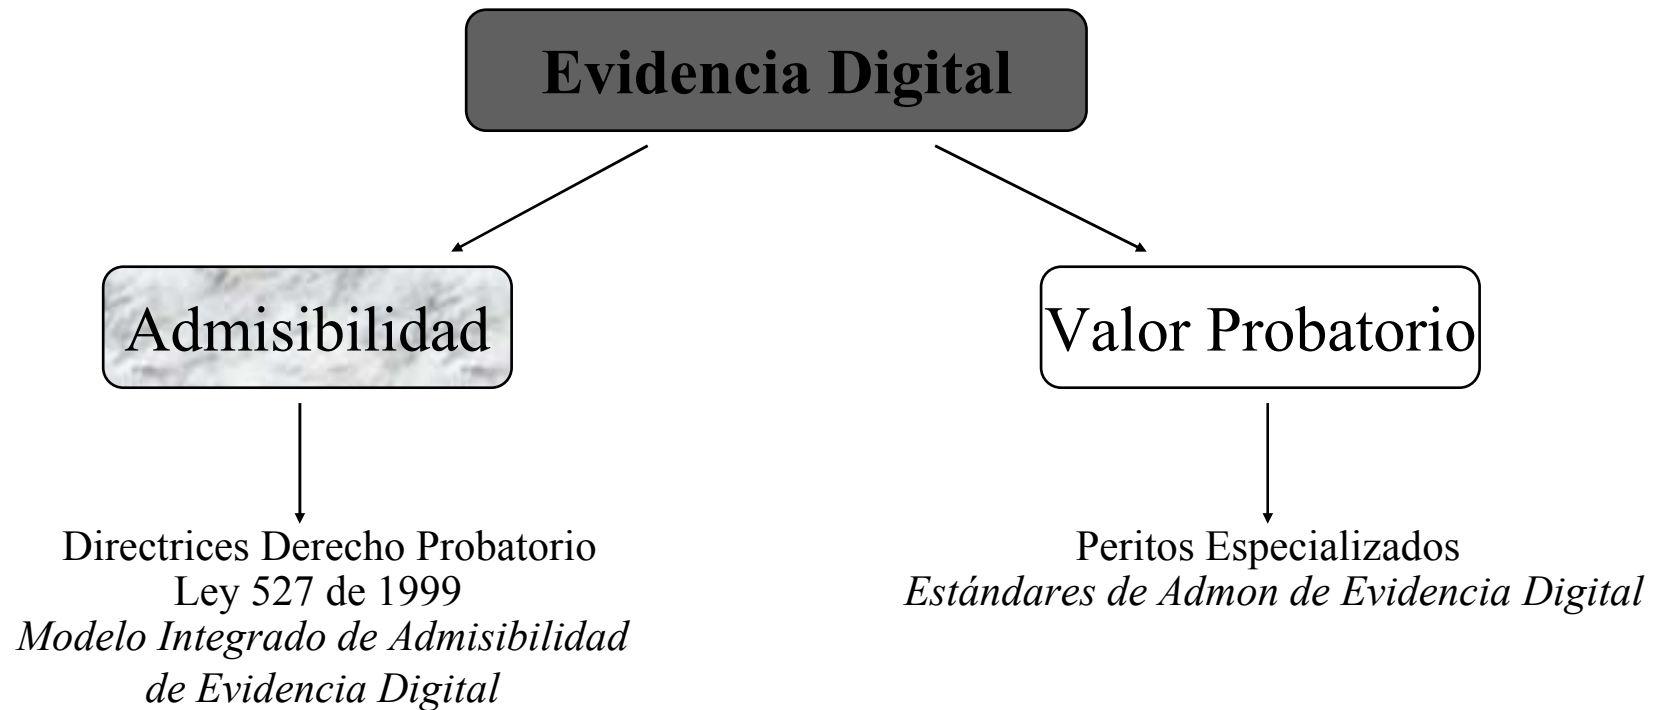 Evidencia Digital
Admisibilidad
Valor Probatorio
Directrices Derecho Probatorio
Ley 527 de 1999
Modelo Integrado de Admisibilidad
de Evidencia Digital
Peritos Especializados
Estándares de Admon de Evidencia Digital